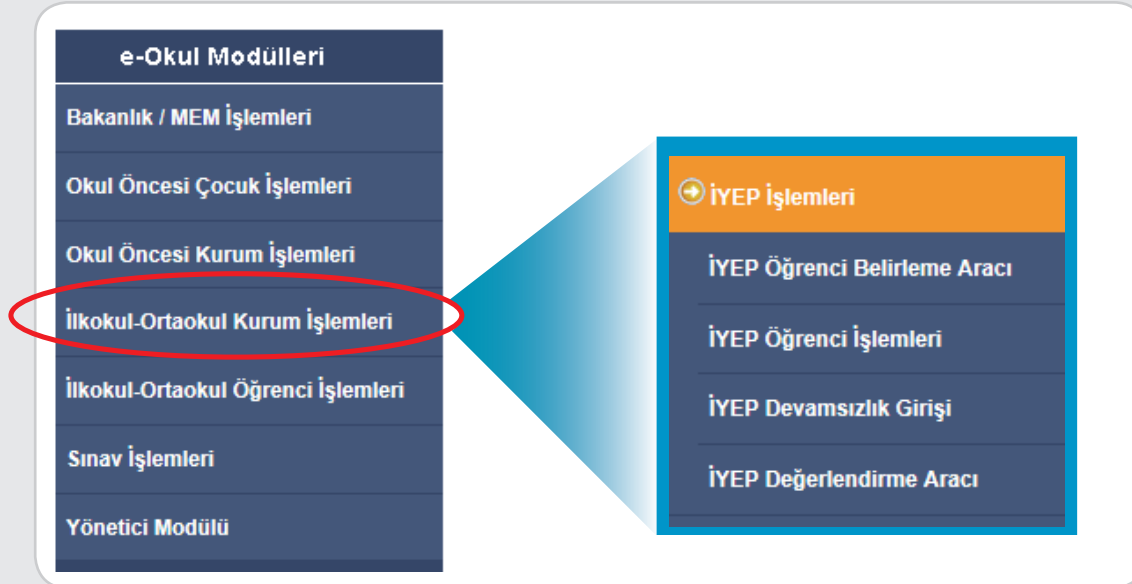 e-Okul Modülleri
Bakanlık / MEM İşlemleri
Okul Öncesi Çocuk İşlemleri
Okul Öncesi Kurum İşlemleri
İlkokul-Ortaokul Kurum İşlemleri
İlkokul-Ortaokul Öğrenci İşlemleri
Sınav İşlemleri
Yönetici Modülü
İYEP İşlemleri
İYEP Öğrenci Belirleme Aracı
İYEP Öğrenci İşlemleri
İYEP Devamsızlık Girişi
İYEP Değerlendirme Aracı